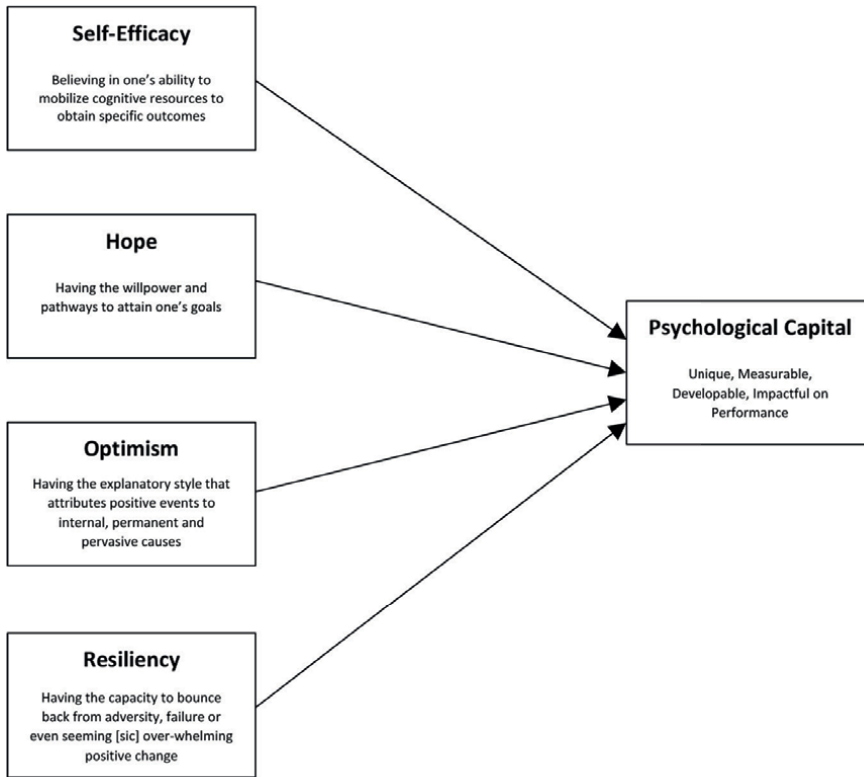 Self-Efficacy
Believing in one's ability to
mobilize cognitive resources to
obtain specific outcomes
Hope
Having the willpower and
pathways to attain one's goals
Optimism
Having the explanatory style that
attributes positive events to
internal, permanent and
pervasive causes
Resiliency
Having the capacity to bounce
back from adversity, failure or
even seeming [sic] over-whelming
positive change
Psychological Capital
Unique, Measurable,
Developable, Impactful on
Performance